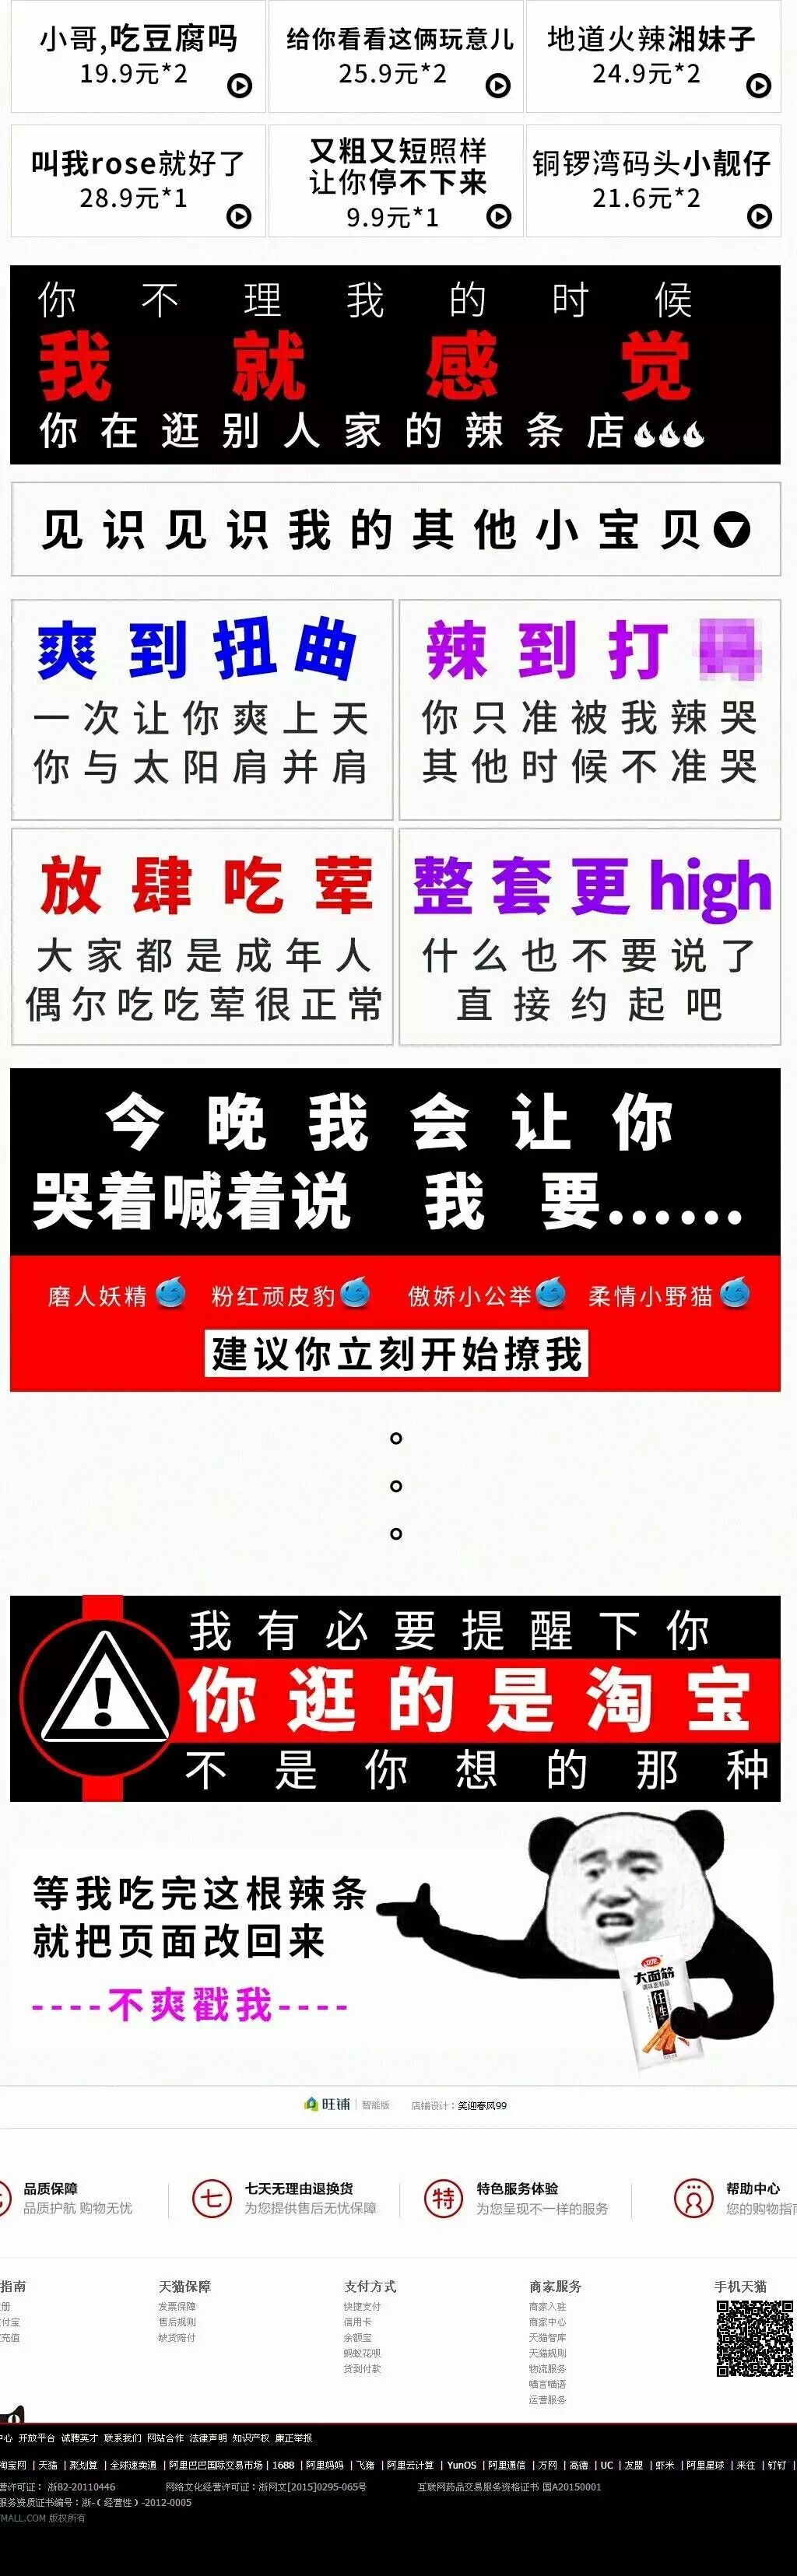 小哥,吃豆腐吗
19.9元*2
给你看看这俩玩意儿
25.9元*2
地道火辣湘妹子
24.9元*2
叫我rose就好了
28.9元*1
又粗又短照样
让你停不下来
9.9元*1
铜锣湾码头小靓仔
21.6元*2
你不理我的时候
我就感觉
你在逛别人家的辣条店
见识见识我的其他小宝贝
爽到扭曲
一次让你爽上天
你与太阳肩并肩
辣到打
你只准被我辣哭
其他时候不准哭
放肆吃荤
大家都是成年人
偶尔吃吃荤很正常
整套更high
什么也不要说了
直接约起吧
今晚我会让你
哭着喊着说 我 要......
磨人妖精 粉红顽皮豹 傲娇小公举 柔情小野猫
建议你立刻开始撩我
我有必要提醒下你
你逛的是淘宝
不是你想的那种
等我吃完这根辣条
就把页面改回来
----不爽戳我----
卫龙
大面筋
调味面制品
旺铺 智能版 店铺设计：笑迎春风99
品质保障
品质护航 购物无忧
七
七天无理由退换货
为您提供售后无忧保障
特
特色服务体验
为您呈现不一样的服务
帮助中心
您的购物指
指南
册
付宝
充值
天猫保障
发票保障
售后规则
缺货赔付
支付方式
快捷支付
信用卡
余额宝
蚂蚁花呗
货到付款
商家服务
商家入驻
商家中心
天猫智库
天猫规则
物流服务
喵言喵语
运营服务
手机天猫
中心 开放平台 诚聘英才 联系我们 网站合作 法律声明 知识产权 廉正举报
淘宝网 | 天猫 | 聚划算 | 全球速卖通 | 阿里巴巴国际交易市场 | 1688 | 阿里妈妈 | 飞猪 | 阿里云计算 | YunOS | 阿里通信 | 万网 | 高德 | UC | 友盟 | 虾米 | 阿里星球 | 来往 | 钉钉 |
营许可证：浙B2-20110446 网络文化经营许可证：浙网文[2015]0295-065号 互联网药品交易服务资格证书 国A20150001
服务资质证书编号：浙-（经营性）-2012-0005
MALL.COM 版权所有